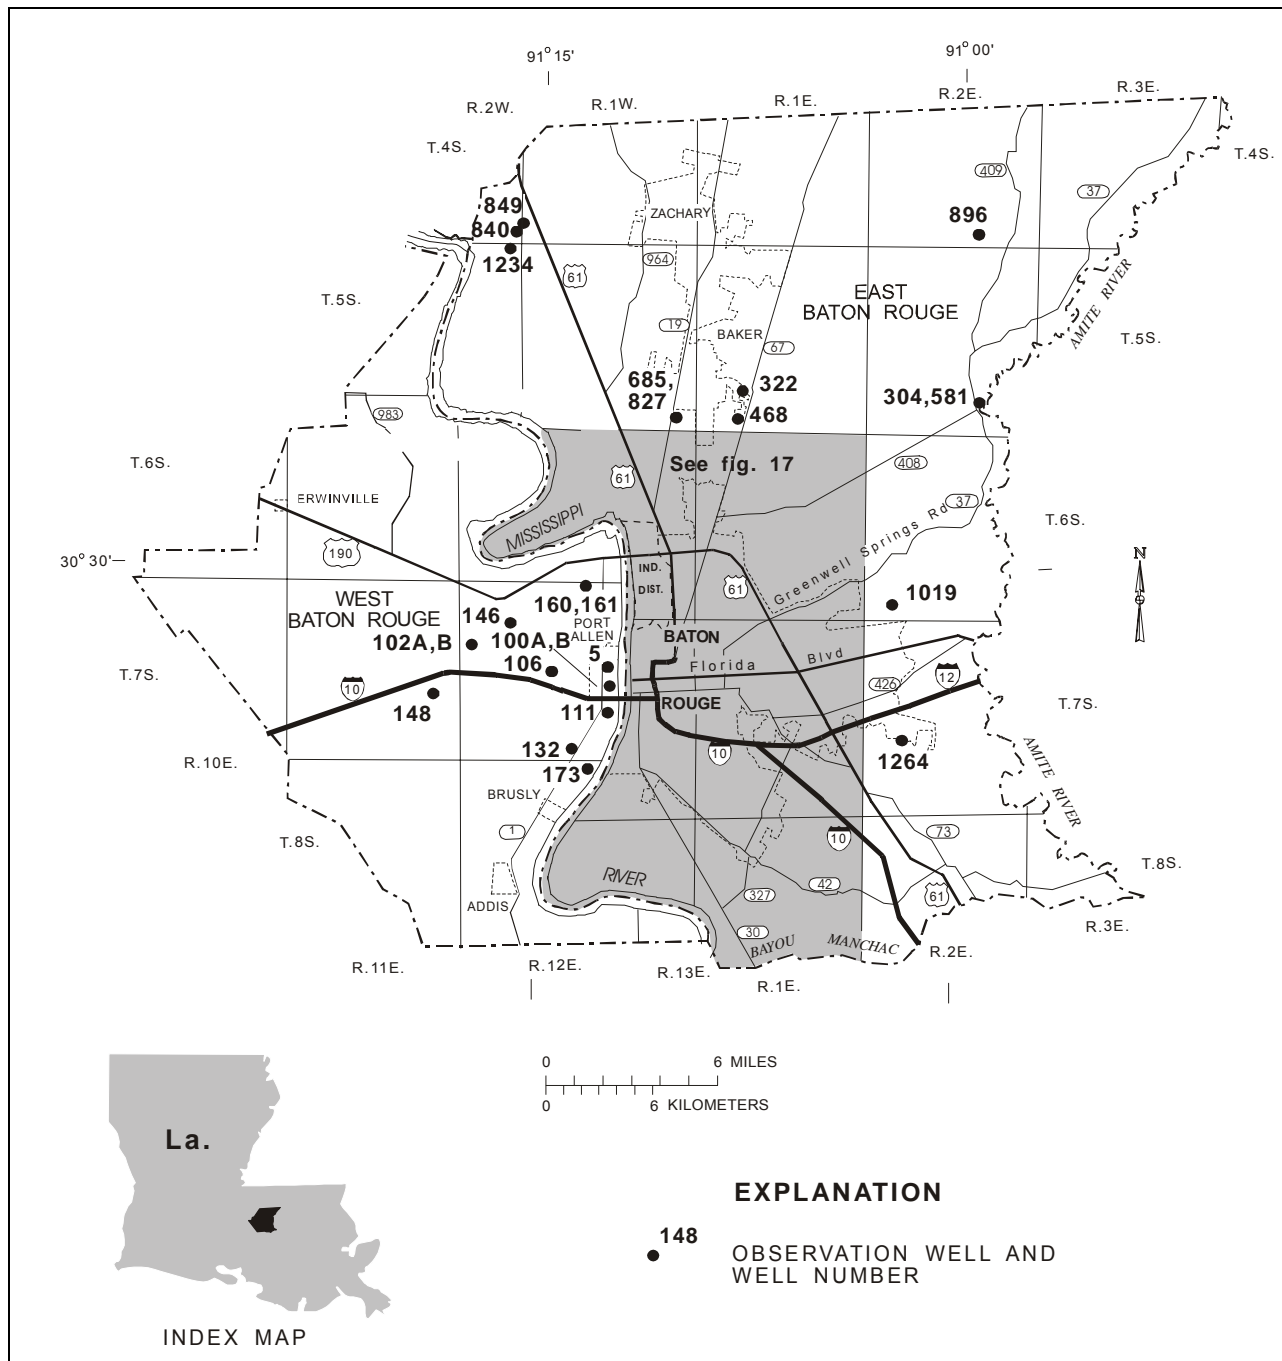 91° 15'
91° 00'
R.2W.
R.1W.
R.1E.
R.2E.
R.3E.
T.4S.
T.4S.
409
37
849
ZACHARY
896
840
1234
964
61
EAST
BATON ROUGE
AMITE RIVER
T.5S.
19
BAKER
67
T.5S.
685,
827
322
468
304,581
983
See fig. 17
408
T.6S.
61
ERWINVILLE
37
MISSISSIPPI
T.6S.
190
30° 30'
IND.
DIST.
61
Greenwell Springs Rd
N
WEST
BATON ROUGE
160,161
1019
146
PORT
ALLEN
102A,B
100A,B
BATON
5
106
Florida Blvd
T.7S.
10
426
12
148
111
ROUGE
T.7S.
132
10
1264
R.10E.
173
AMITE RIVER
BRUSLY
1
10
73
T.8S.
T.8S.
RIVER
42
327
61
ADDIS
30
BAYOU MANCHAC
R.3E.
R.11E.
R.12E.
R.13E.
R.1E.
R.2E.
0 6 MILES
0 6 KILOMETERS
La.
INDEX MAP
EXPLANATION
148
OBSERVATION WELL AND
WELL NUMBER